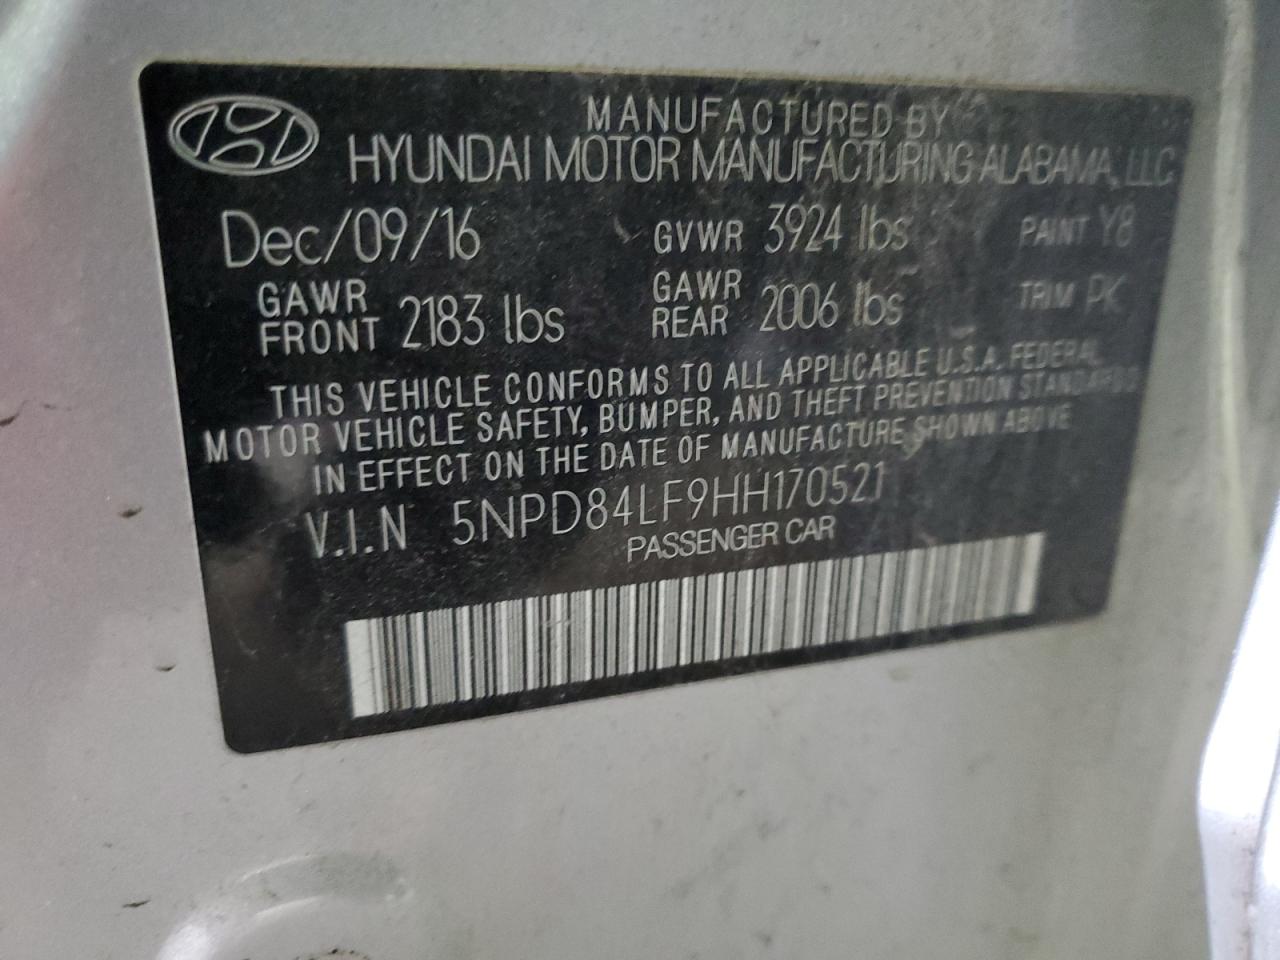 MANUFACTURED BY
HYUNDAI MOTOR MANUFACTURING ALABAMA, LLC
Dec/09/16 GVWR 3924 lbs PAINT Y8
GAWR FRONT 2183 lbs GAWR REAR 2006 lbs TRIM PK
THIS VEHICLE CONFORMS TO ALL APPLICABLE U.S.A. FEDERAL
MOTOR VEHICLE SAFETY, BUMPER, AND THEFT PREVENTION STANDARDS
IN EFFECT ON THE DATE OF MANUFACTURE SHOWN ABOVE
V.I.N 5NPD84LF9HH170521
PASSENGER CAR